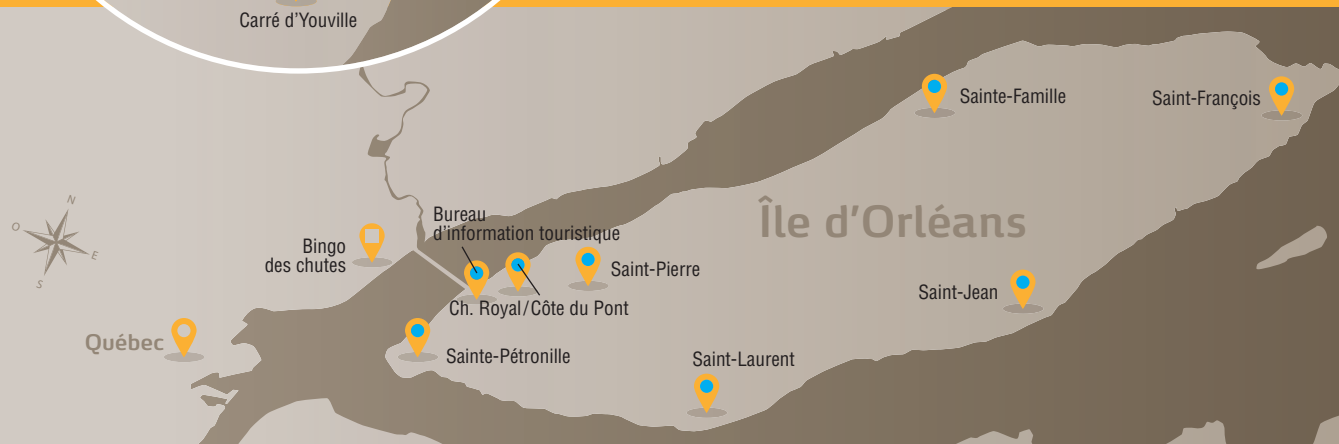 Carré d'Youville
Sainte-Famille
Saint-François
N
O
E
S
Bureau
d'information touristique
Île d'Orléans
Bingo
des chutes
Saint-Pierre
Saint-Jean
Ch. Royal/Côte du Pont
Québec
Sainte-Pétronille
Saint-Laurent